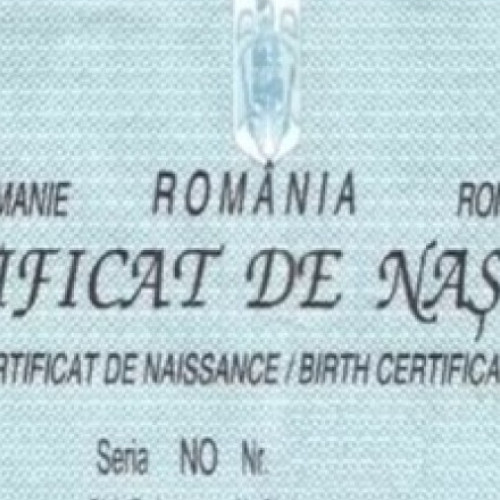 MANIE ROMÂNIA ROM
IFICAT DE NAȘ
RTIFICAT DE NAISSANCE / BIRTH CERTIFICA
Seria NO Nr.